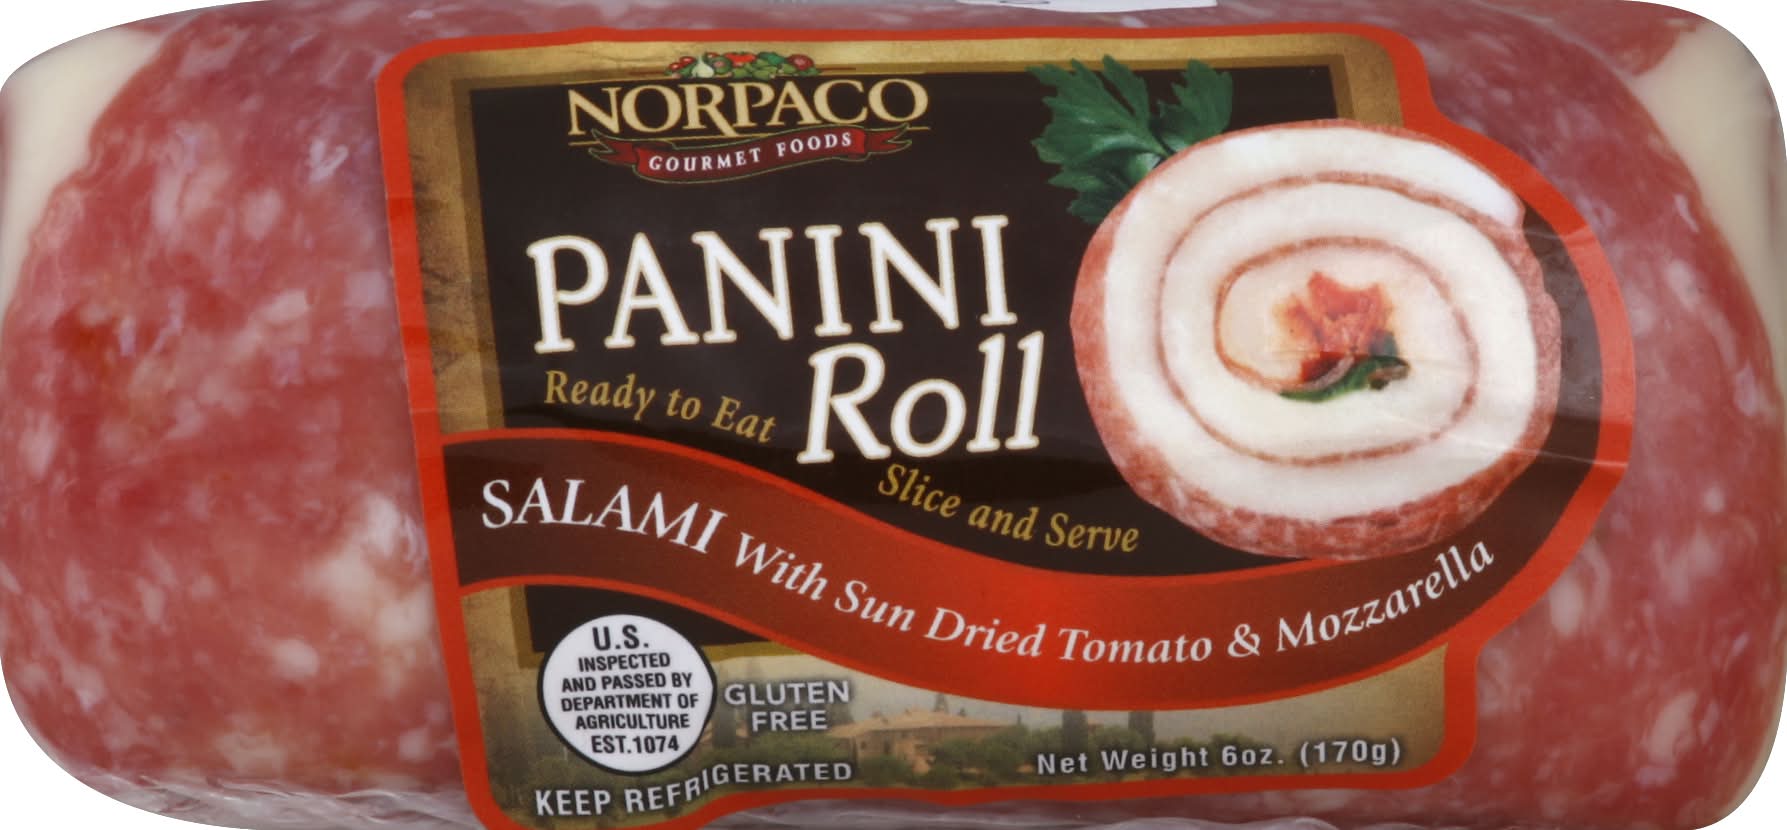 NORPACO
GOURMET FOODS
PANINI
Roll
Ready to Eat
Slice and Serve
SALAMI With Sun Dried Tomato & Mozzarella
U.S.
INSPECTED
AND PASSED BY
DEPARTMENT OF
AGRICULTURE
EST.1074
GLUTEN
FREE
KEEP REFRIGERATED
Net Weight 6oz. (170g)